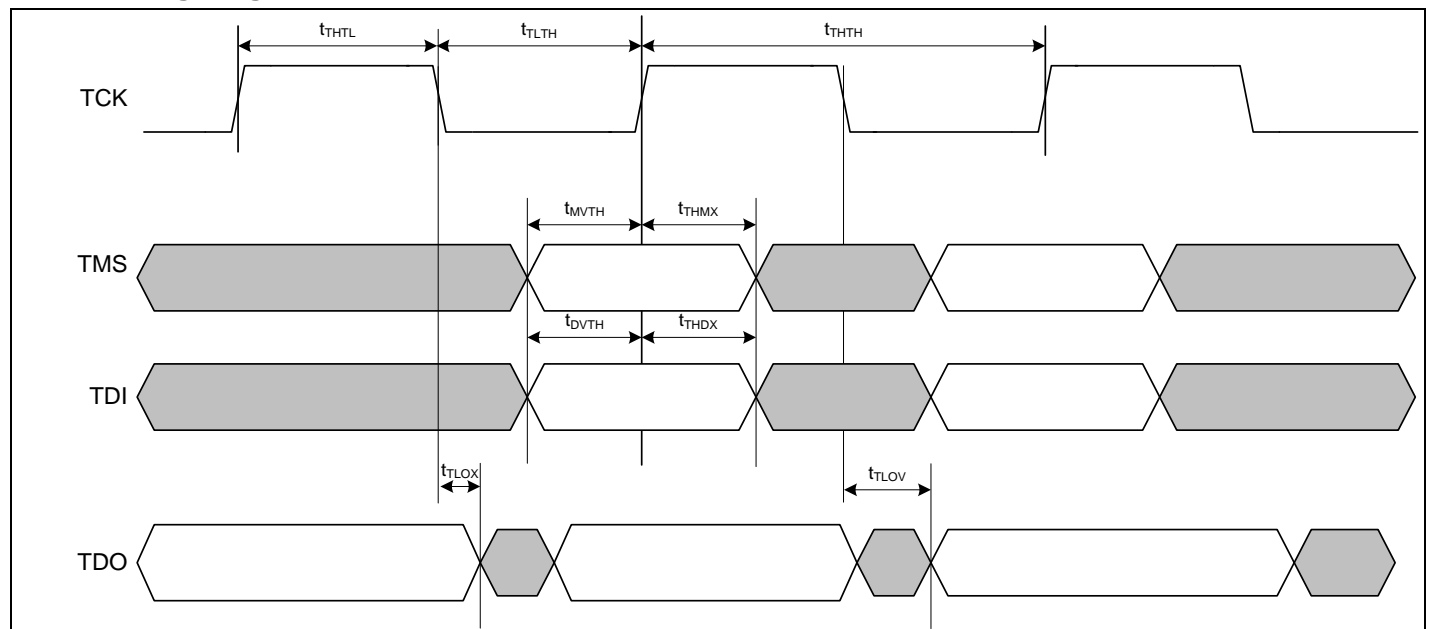 tTHTL tTLTH tTHTH
TCK
tMVTH tTHMX
TMS
tDVTH tTHDX
TDI
tTLOX tTLOV
TDO